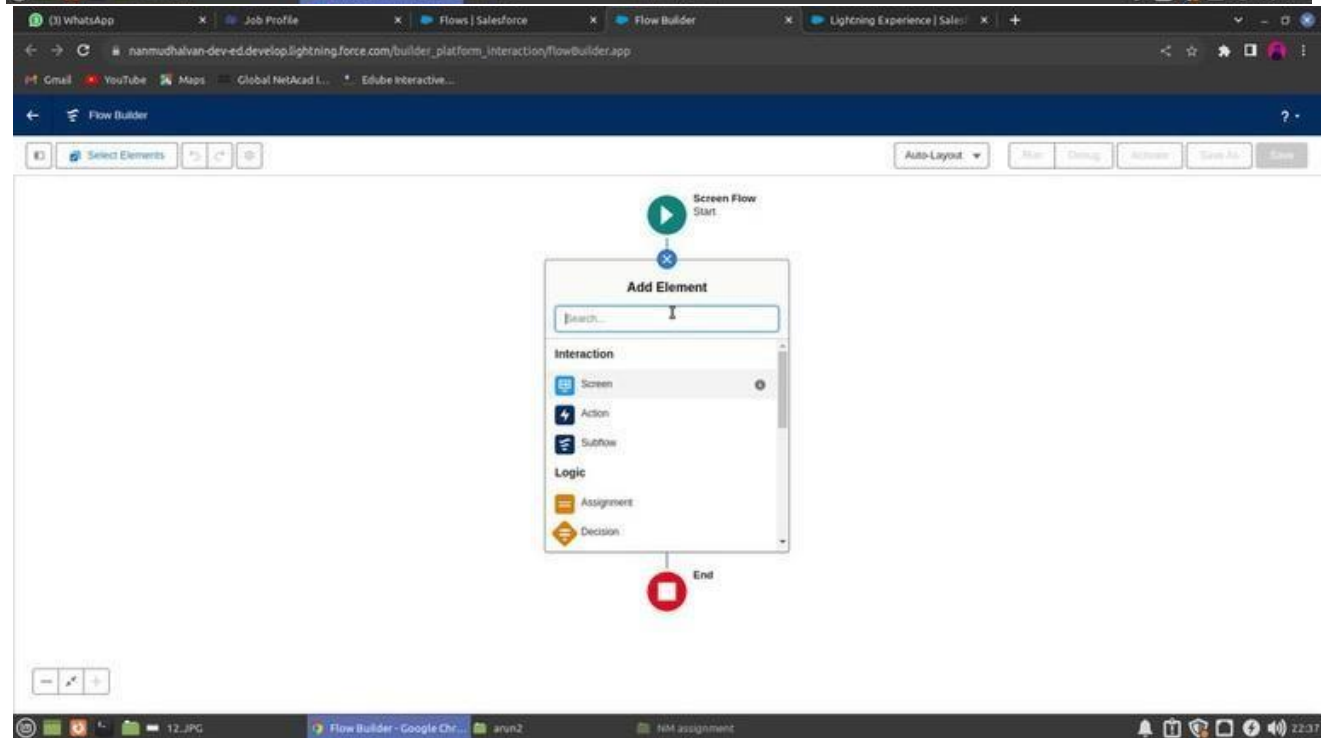 (3) WhatsApp
Job Profile
Flows | Salesforce
Flow Builder
Lightning Experience | Sales
nanmudhalvan-dev-ed.develop.lightning.force.com/builder_platform_interaction/flowBuilder.app
Gmail YouTube Maps Global NetAcad I... Edube Interactive...
Flow Builder
?
Select Elements
Auto-Layout
Run Debug Activate Save As Save
Screen Flow
Start
Add Element
Search...
Interaction
Screen
Action
Subflow
Logic
Assignment
Decision
End
12..JPG
Flow Builder - Google Chr...
arun2
NM assignment
22:37